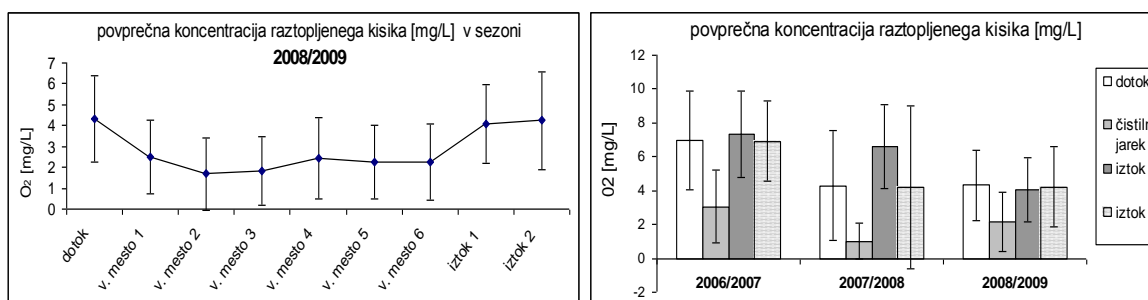 povprečna koncentracija raztopljenega kisika [mg/L] v sezoni
2008/2009
O₂ [mg/L]
7
6
5
4
3
2
1
0
dotok
v. mesto 1
v. mesto 2
v. mesto 3
v. mesto 4
v. mesto 5
v. mesto 6
iztok 1
iztok 2
povprečna koncentracija raztopljenega kisika [mg/L]
02 [mg/L]
12
10
8
6
4
2
0
-2
2006/2007
2007/2008
2008/2009
dotok
čistiln
jarek
iztok
iztok